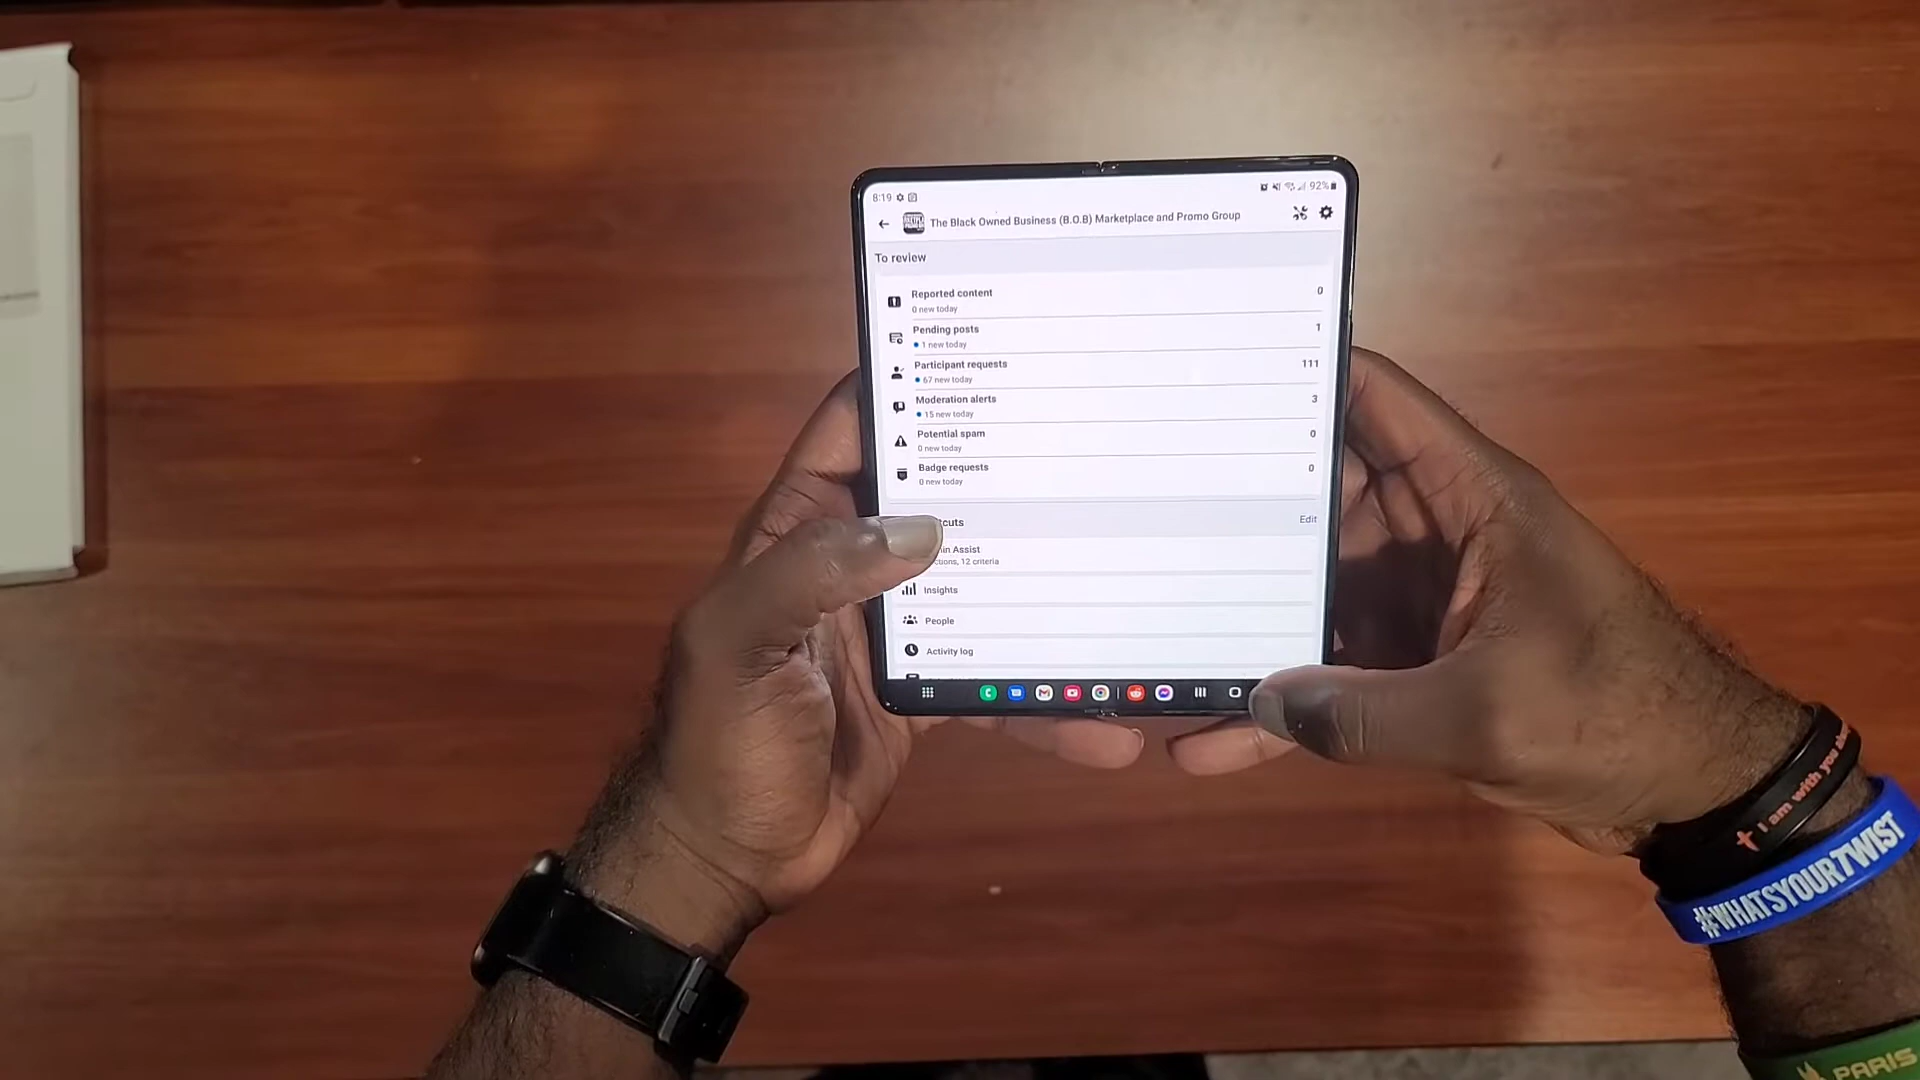 8:19
92%
The Black Owned Business (B.O.B) Marketplace and Promo Group
To review
Reported content
0
0 new today
Pending posts
1
1 new today
Participant requests
111
67 new today
Moderation alerts
3
15 new today
Potential spam
0
0 new today
Badge requests
0
0 new today
tcuts
Edit
in Assist
ctions, 12 criteria
Insights
People
Activity log
I am with you
#WHATSYOUR7WIST
PARIS